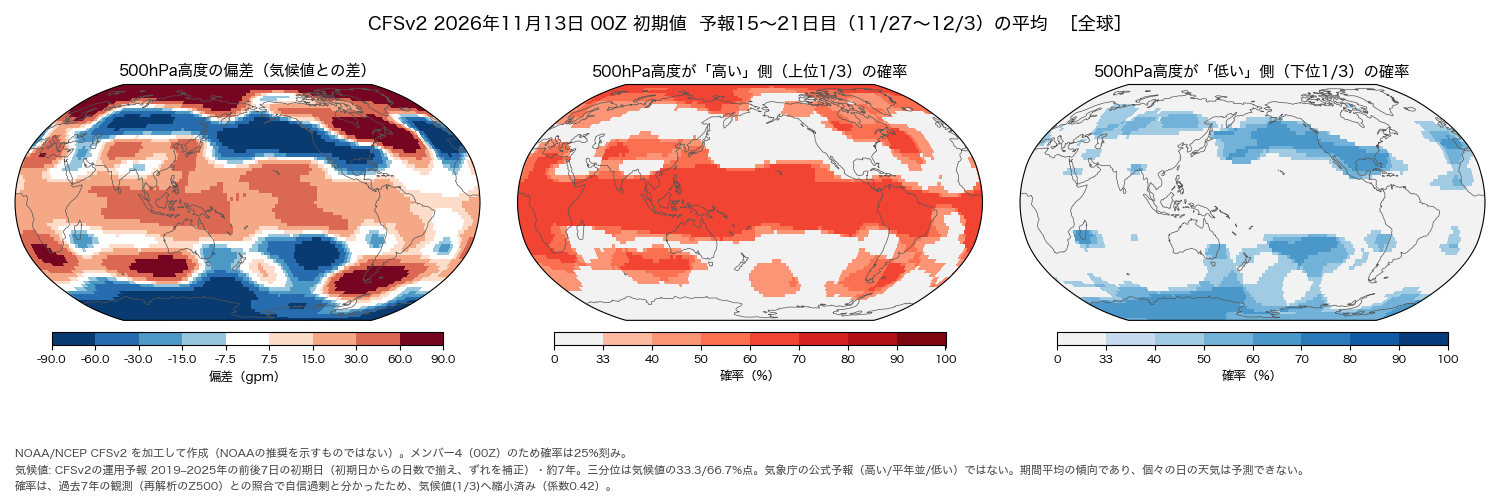 CFSv2 2026年11月13日 00Z 初期値 予報15～21日目（11/27～12/3）の平均 ［全球］
500hPa高度の偏差（気候値との差）
500hPa高度が「高い」側（上位1/3）の確率
500hPa高度が「低い」側（下位1/3）の確率
-90.0 -60.0 -30.0 -15.0 -7.5 7.5 15.0 30.0 60.0 90.0
偏差（gpm）
0 33 40 50 60 70 80 90 100
確率（%）
0 33 40 50 60 70 80 90 100
確率（%）
NOAA/NCEP CFSv2 を加工して作成（NOAAの推奨を示すものではない）。メンバー4（00Z）のため確率は25%刻み。
気候値: CFSv2の運用予報 2019–2025年の前後7日の初期日（初期日からの日数で揃え、ずれを補正）・約7年。三分位は気候値の33.3/66.7%点。気象庁の公式予報（高い/平年並/低い）ではない。期間平均の傾向であり、個々の日の天気は予測できない。
確率は、過去7年の観測（再解析のZ500）との照合で自信過剰と分かったため、気候値(1/3)へ縮小済み（係数0.42）。